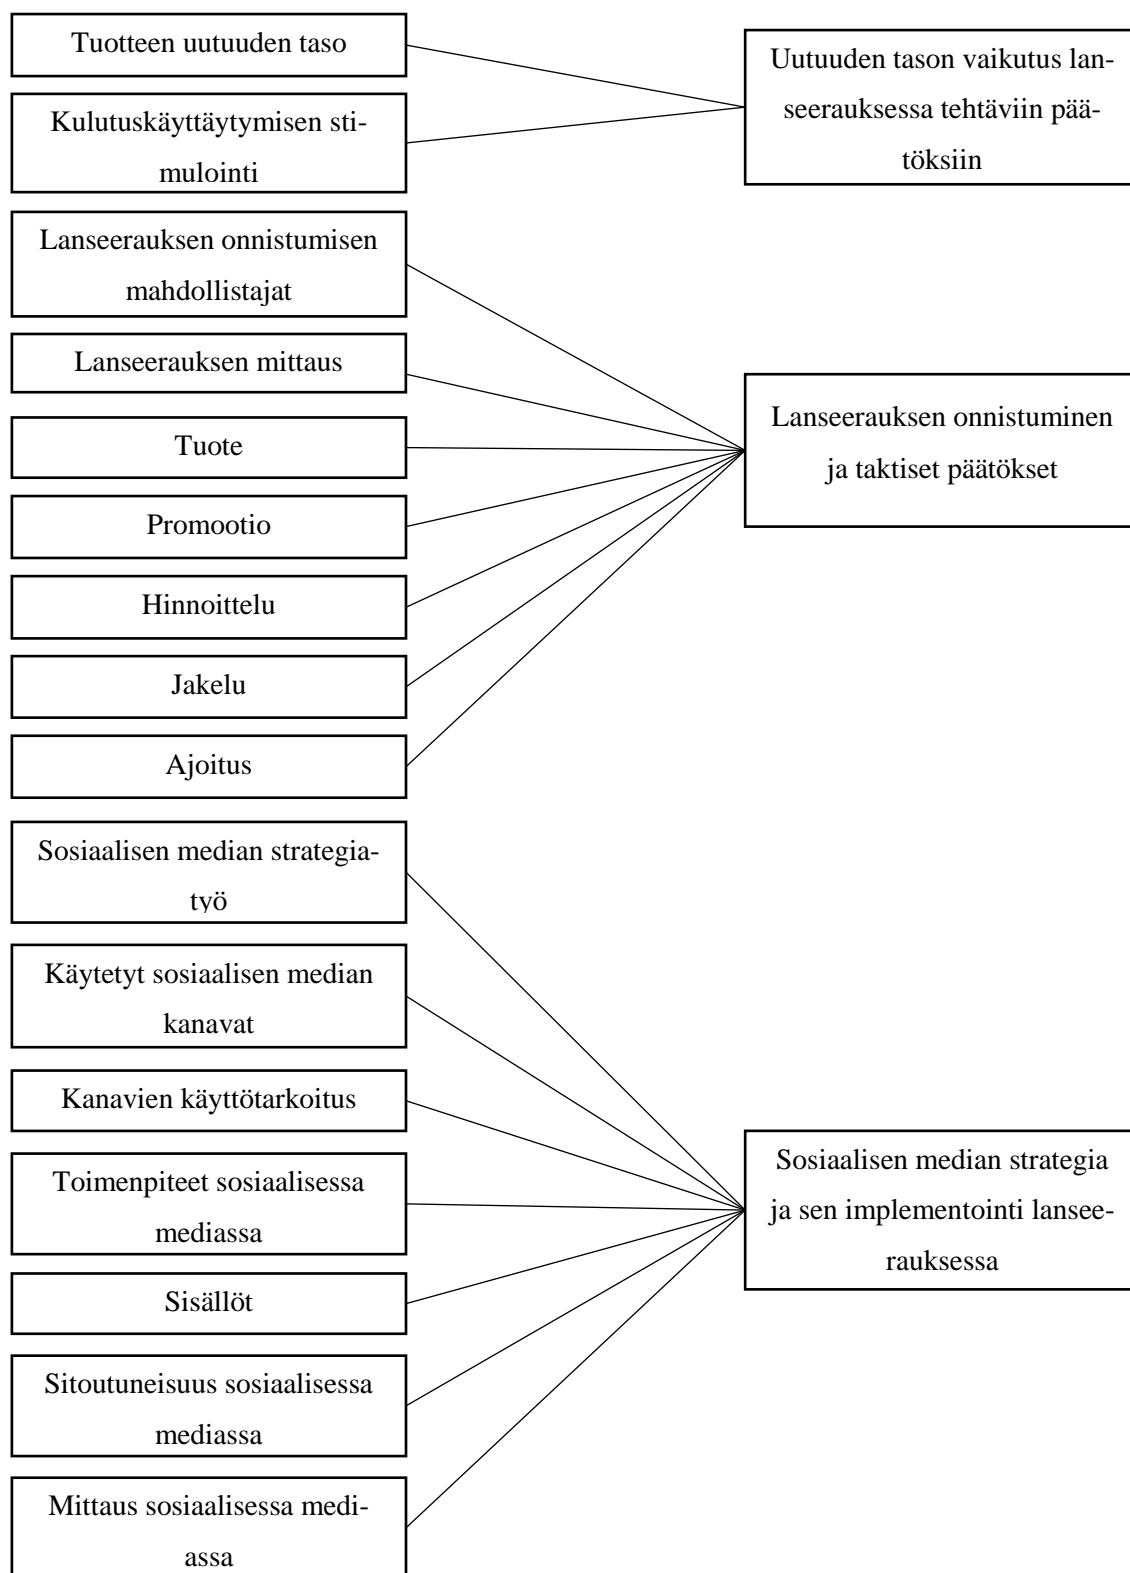 Tuotteen uutuuden taso
Kulutuskäyttäytymisen sti-
mulointi
Uutuuden tason vaikutus lan-
seerauksessa tehtäviin pää-
töksiin
Lanseerauksen onnistumisen
mahdollistajat
Lanseerauksen mittaus
Tuote
Promootio
Hinnoittelu
Jakelu
Ajoitus
Lanseerauksen onnistuminen
ja taktiset päätökset
Sosiaalisen median strategia-
työ
Käytetyt sosiaalisen median
kanavat
Kanavien käyttötarkoitus
Toimenpiteet sosiaalisessa
mediassa
Sisällöt
Sitoutuneisuus sosiaalisessa
mediassa
Mittaus sosiaalisessa medi-
assa
Sosiaalisen median strategia
ja sen implementointi lansee-
rauksessa